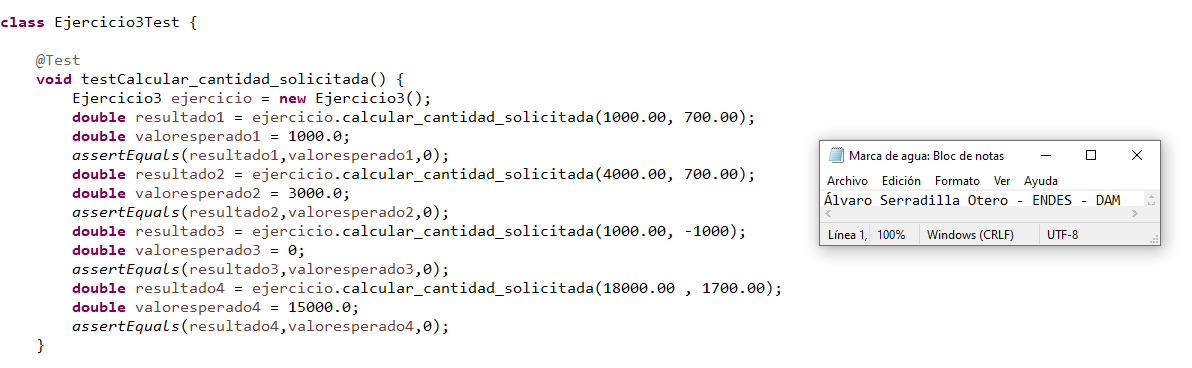 class Ejercicio3Test {
@Test
void testCalcular_cantidad_solicitada() {
Ejercicio3 ejercicio = new Ejercicio3();
double resultado1 = ejercicio.calcular_cantidad_solicitada(1000.00, 700.00);
double valoresperado1 = 1000.0;
assertEquals(resultado1,valoresperado1,0);
double resultado2 = ejercicio.calcular_cantidad_solicitada(4000.00, 700.00);
double valoresperado2 = 3000.0;
assertEquals(resultado2,valoresperado2,0);
double resultado3 = ejercicio.calcular_cantidad_solicitada(1000.00, -1000);
double valoresperado3 = 0;
assertEquals(resultado3,valoresperado3,0);
double resultado4 = ejercicio.calcular_cantidad_solicitada(18000.00 , 1700.00);
double valoresperado4 = 15000.0;
assertEquals(resultado4,valoresperado4,0);
}
Marca de agua: Bloc de notas
Archivo Edición Formato Ver Ayuda
Álvaro Serradilla Otero - ENDES - DAM
Línea 1, 100% Windows (CRLF) UTF-8